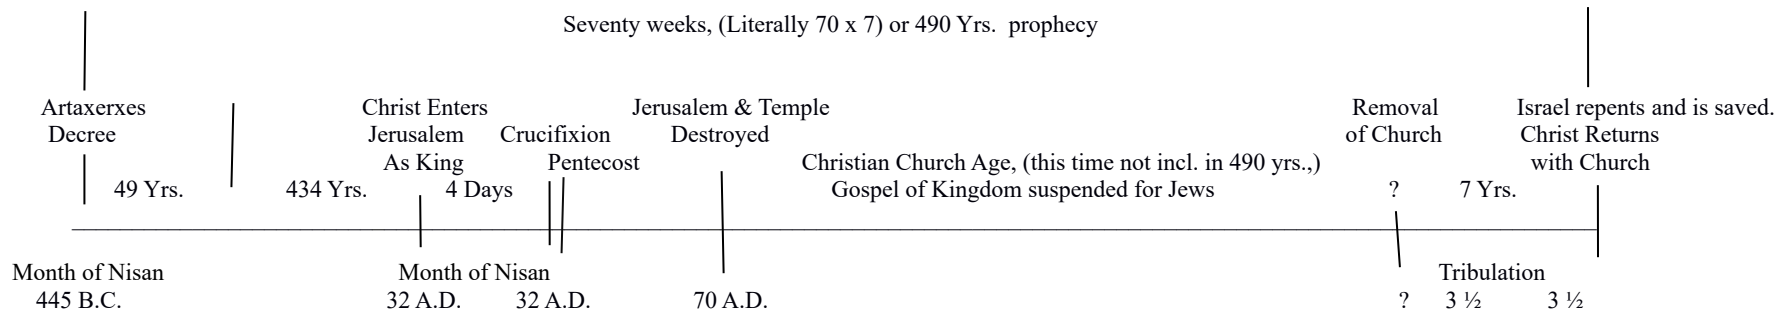 Seventy weeks, (Literally 70 x 7) or 490 Yrs.  prophecy
Artaxerxes
Decree
Christ Enters
Jerusalem
As King
Crucifixion
Pentecost
Jerusalem & Temple
Destroyed
Christian Church Age, (this time not incl. in 490 yrs.,)
Gospel of Kingdom suspended for Jews
Removal
of Church
Israel repents and is saved.
Christ Returns
with Church
49 Yrs.
434 Yrs.
4 Days
?
7 Yrs.
Month of Nisan
445 B.C.
Month of Nisan
32 A.D.
32 A.D.
70 A.D.
Tribulation
?
3 ½
3 ½